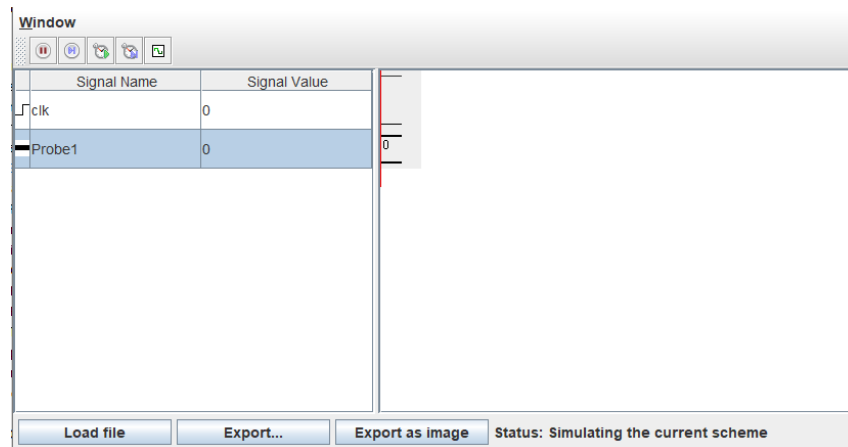 Window
Signal Name Signal Value
clk 0
0
Probe1 0
Load file Export... Export as image Status: Simulating the current scheme